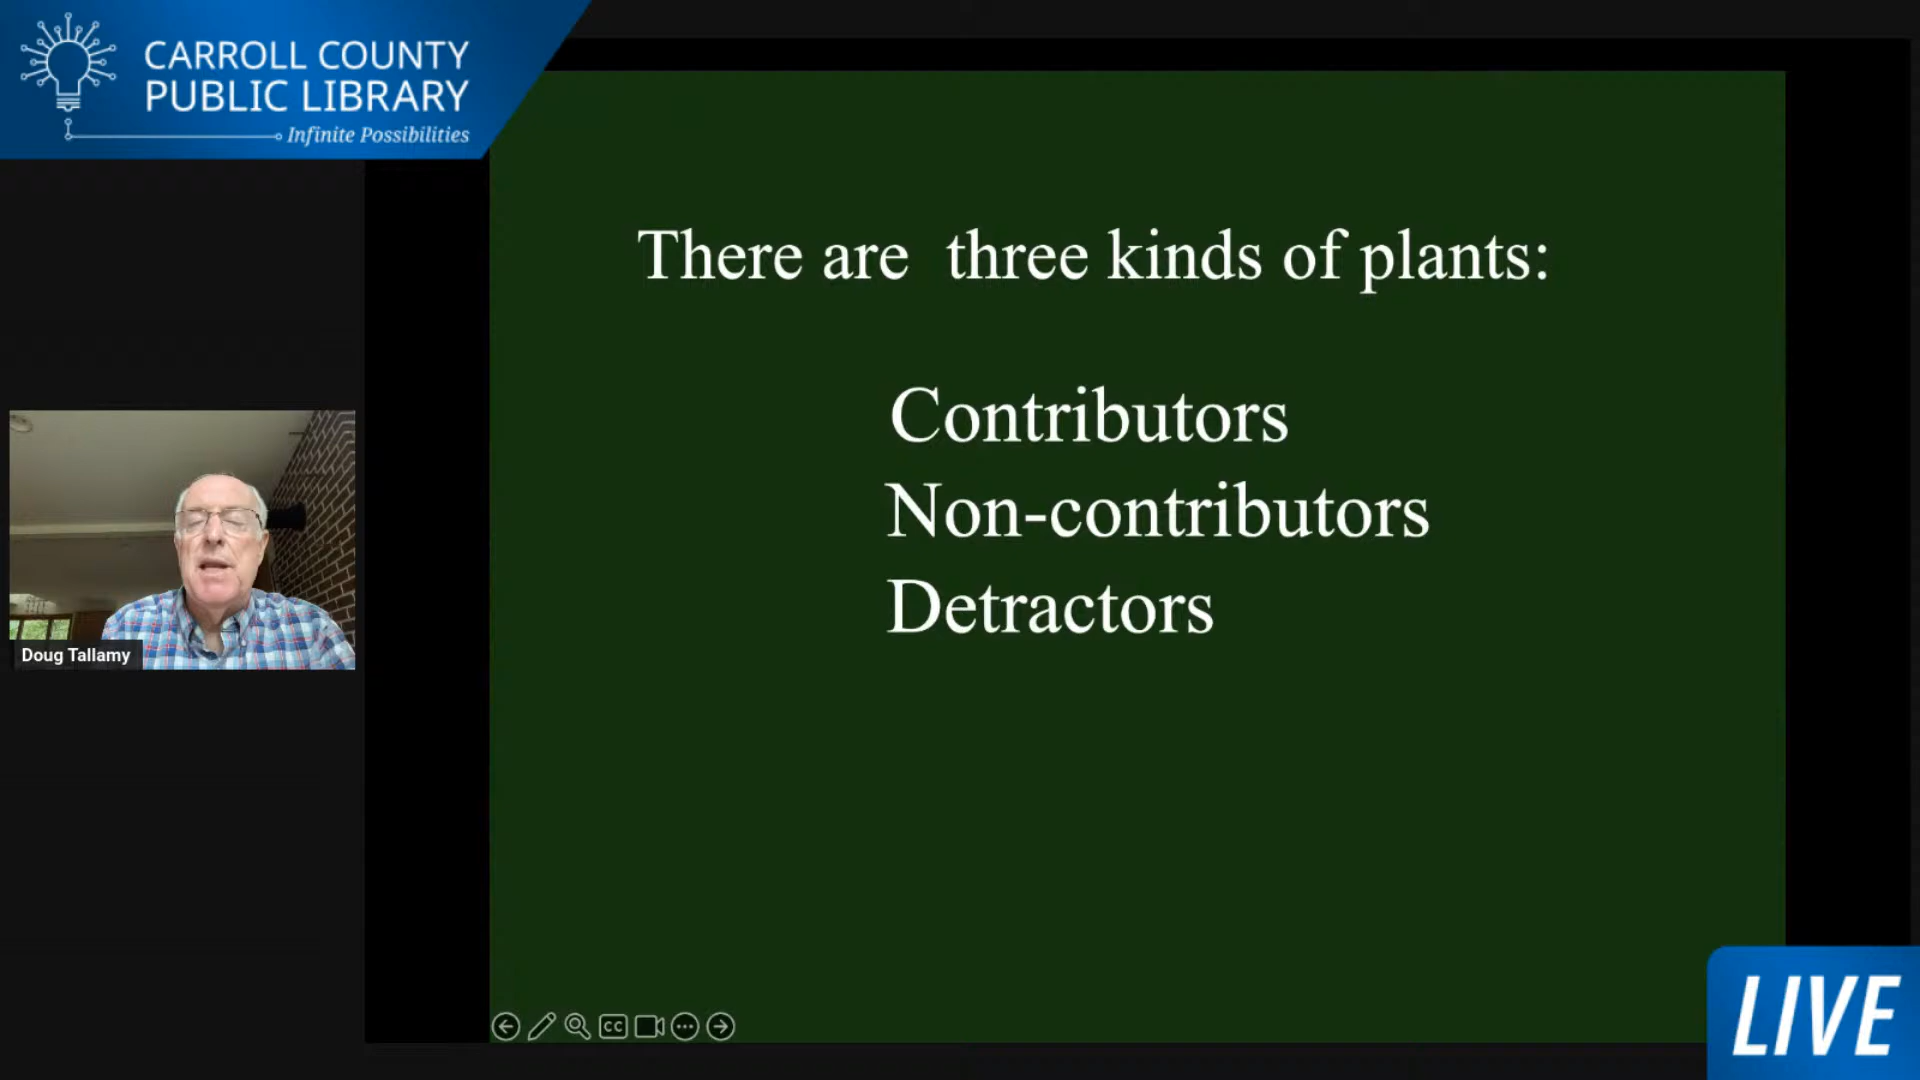 CARROLL COUNTY
PUBLIC LIBRARY
Infinite Possibilities
There are  three kinds of plants:
Contributors
Non-contributors
Detractors
Doug Tallamy
CC
LIVE